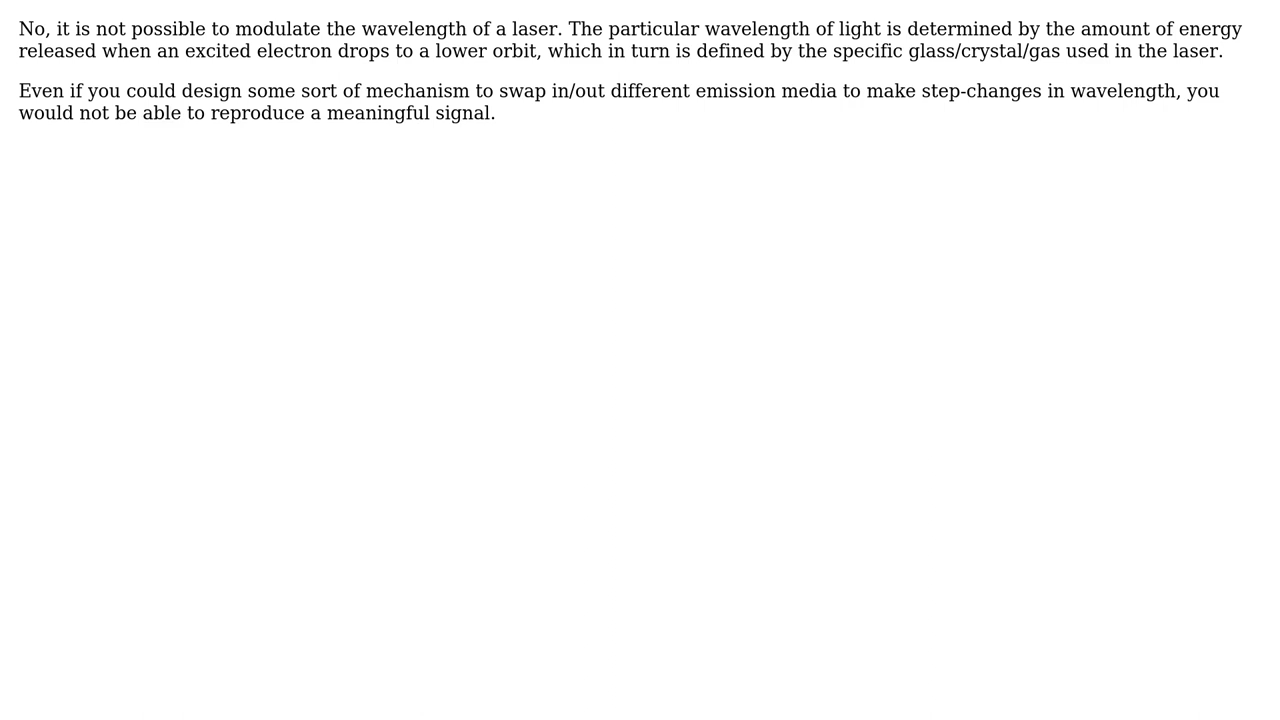 No, it is not possible to modulate the wavelength of a laser. The particular wavelength of light is determined by the amount of energy
released when an excited electron drops to a lower orbit, which in turn is defined by the specific glass/crystal/gas used in the laser.
Even if you could design some sort of mechanism to swap in/out different emission media to make step-changes in wavelength, you
would not be able to reproduce a meaningful signal.